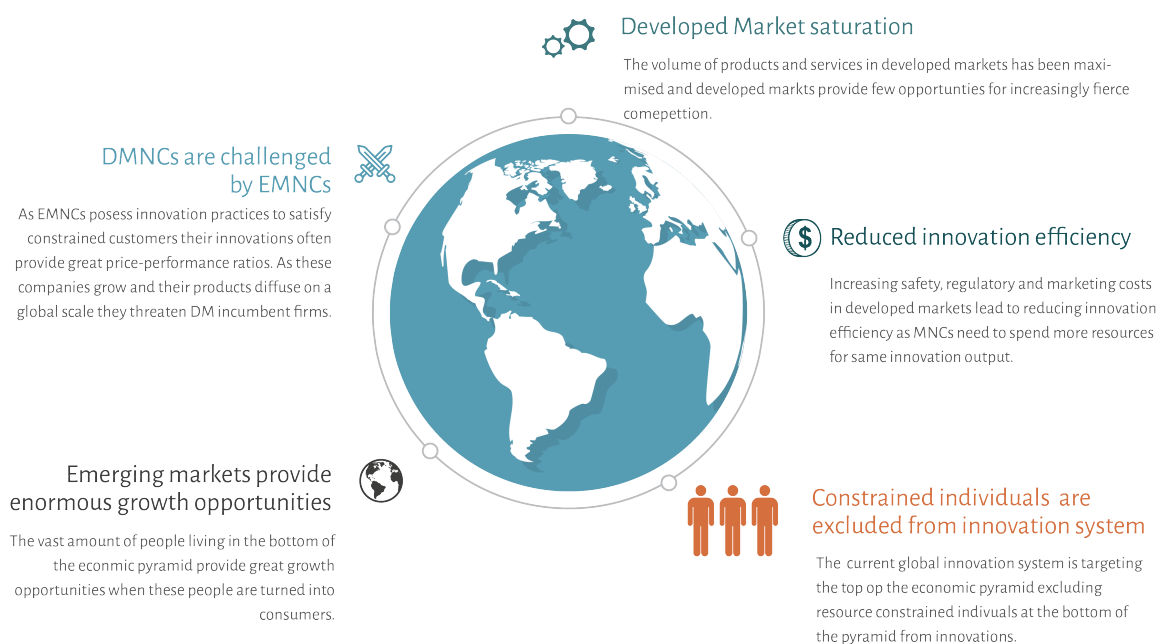 Developed Market saturation
The volume of products and services in developed markets has been maxi-
mised and developed markts provide few opportunties for increasingly fierce
comepettion.
DMNCs are challenged
by EMNCs
As EMNCs posess innovation practices to satisfy
constrained customers their innovations often
provide great price-performance ratios. As these
companies grow and their products diffuse on a
global scale they threaten DM incumbent firms.
$
Reduced innovation efficiency
Increasing safety, regulatory and marketing costs
in developed markets lead to reducing innovation
efficiency as MNCs need to spend more resources
for same innovation output.
Emerging markets provide
enormous growth opportunities
The vast amount of people living in the bottom of
the econmic pyramid provide great growth
opportunities when these people are turned into
consumers.
Constrained individuals are
excluded from innovation system
The current global innovation system is targeting
the top op the economic pyramid excluding
resource constrained indivuals at the bottom of
the pyramid from innovations.